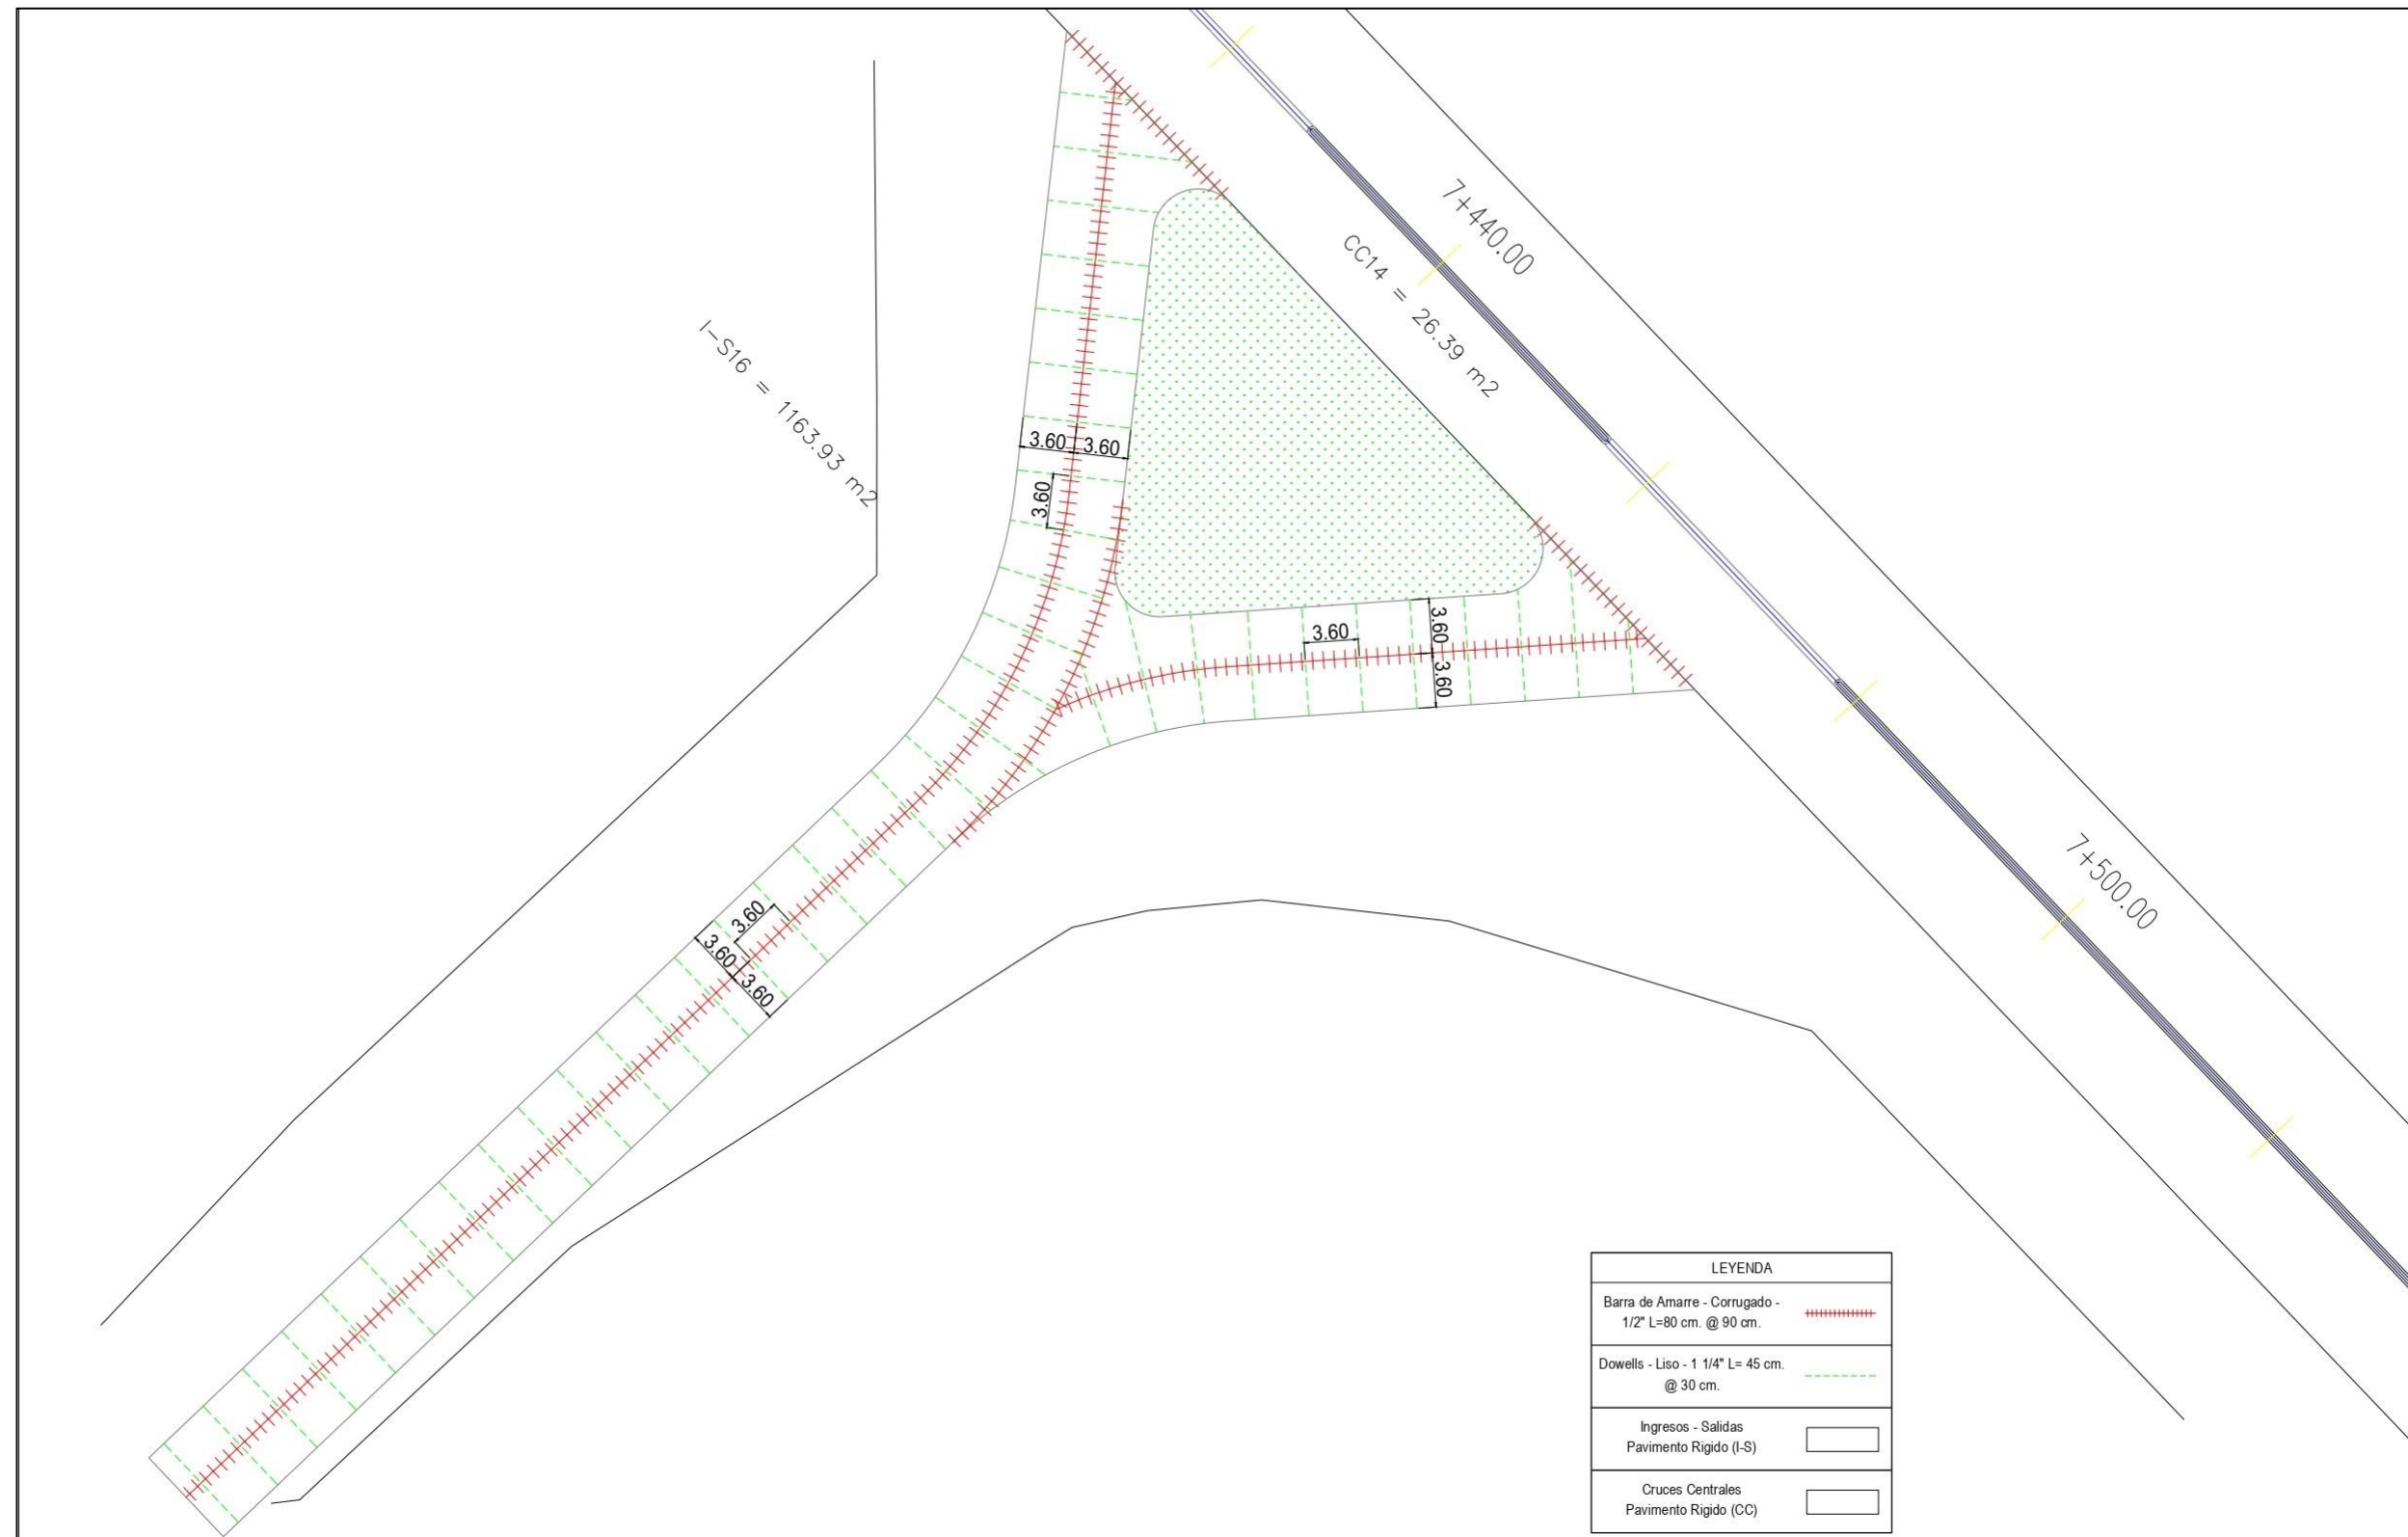 7+440.00
CC14 = 26.39 m2
I-S16 = 1163.93 m2
3.60
3.60
3.60
3.60
3.60
3.60
3.60
3.60
3.60
7+500.00
LEYENDA
Barra de Amarre - Corrugado -
1/2" L=80 cm. @ 90 cm.
Dowells - Liso - 1 1/4" L= 45 cm.
@ 30 cm.
Ingresos - Salidas
Pavimento Rigido (I-S)
Cruces Centrales
Pavimento Rigido (CC)